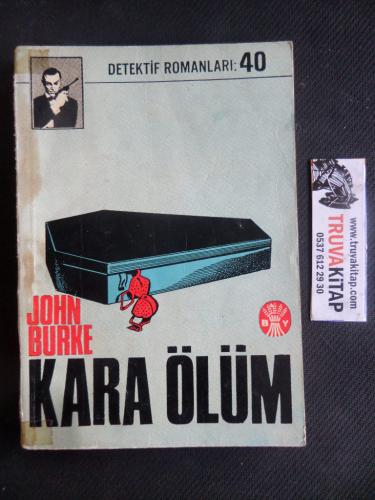 DETEKTİF ROMANLARI: 40
JOHN
BURKE
B Y
KARA ÖLÜM
www.truvakitap.com
TRUVAKİTAP
0537 612 29 30